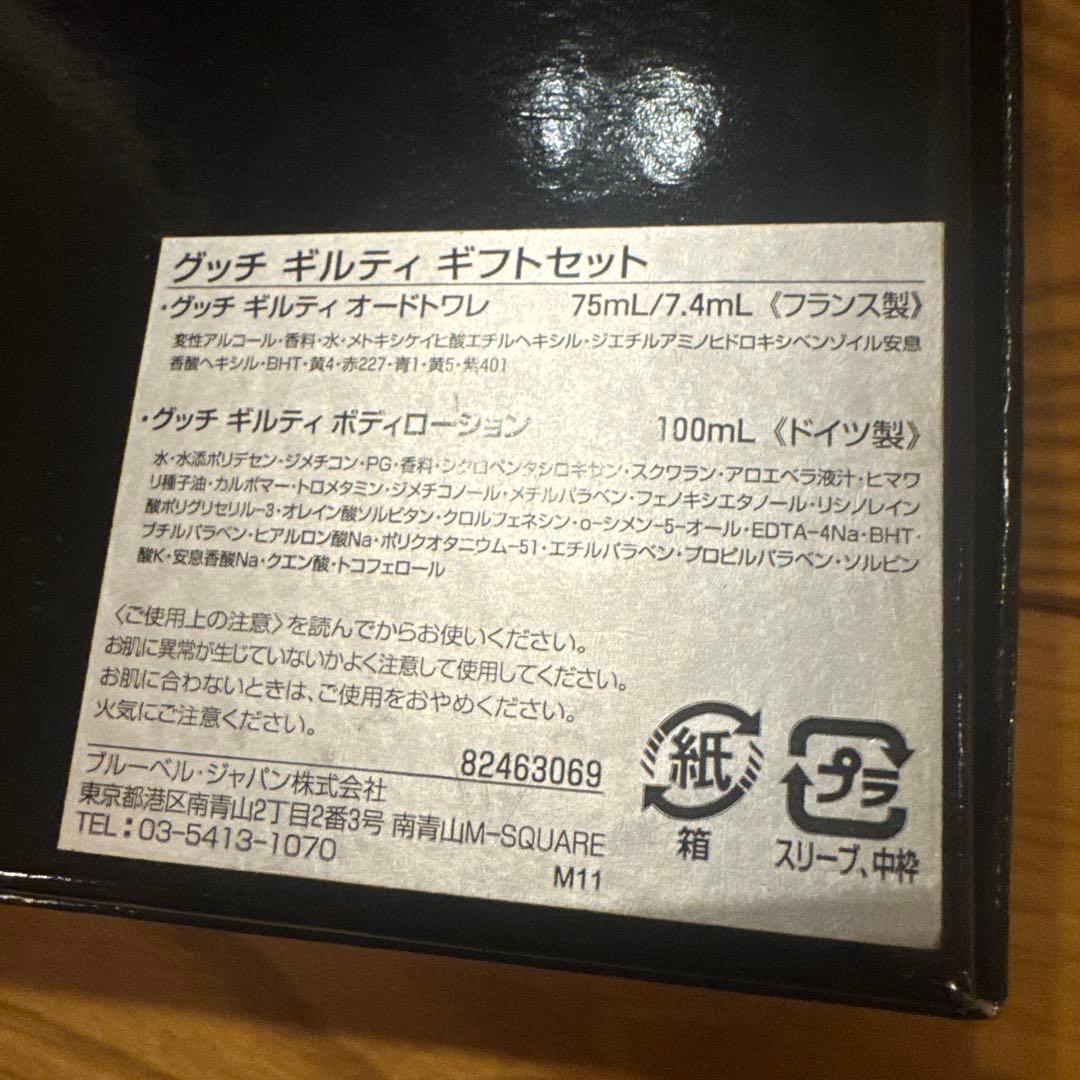 グッチ ギルティ ギフトセット
・グッチ ギルティ オードトワレ 75mL/7.4mL《フランス製》
変性アルコール・香料・水・メトキシケイヒ酸エチルヘキシル・ジエチルアミノヒドロキシベンゾイル安息
香酸ヘキシル・BHT・黄4・赤227・青1・黄5・紫401
・グッチ ギルティ ボディローション 100mL《ドイツ製》
水・水添ポリデセン・ジメチコン・PG・香料・シクロペンタシロキサン・スクワラン・アロエベラ液汁・ヒマワ
リ種子油・カルボマー・トロメタミン・ジメチコノール・メチルパラベン・フェノキシエタノール・リシノレイン
酸ポリグリセリル-3・オレイン酸ソルビタン・クロルフェネシン・o-シメン-5-オール・EDTA-4Na・BHT・
ブチルパラベン・ヒアルロン酸Na・ポリクオタニウム-51・エチルパラベン・プロピルパラベン・ソルビン
酸K・安息香酸Na・クエン酸・トコフェロール
〈ご使用上の注意〉を読んでからお使いください。
お肌に異常が生じていないかよく注意して使用してください。
お肌に合わないときは、ご使用をおやめください。
火気にご注意ください。
82463069
ブルーベル・ジャパン株式会社
東京都港区南青山2丁目2番3号 南青山M-SQUARE
TEL:03-5413-1070
M11
紙
箱
プラ
スリーブ、中枠